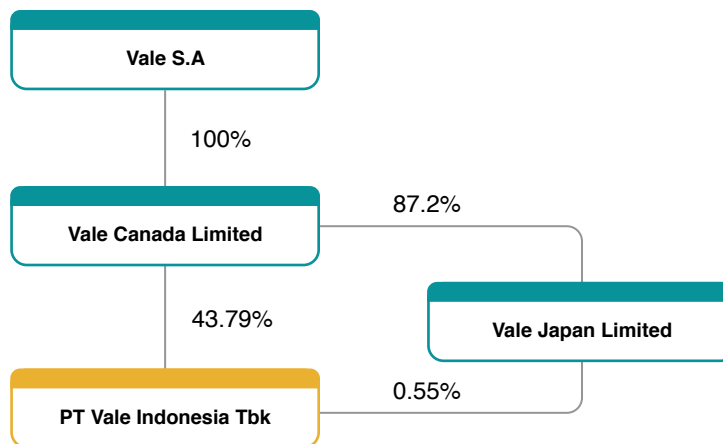 Vale S.A
100%
Vale Canada Limited
87.2%
43.79%
Vale Japan Limited
PT Vale Indonesia Tbk
0.55%